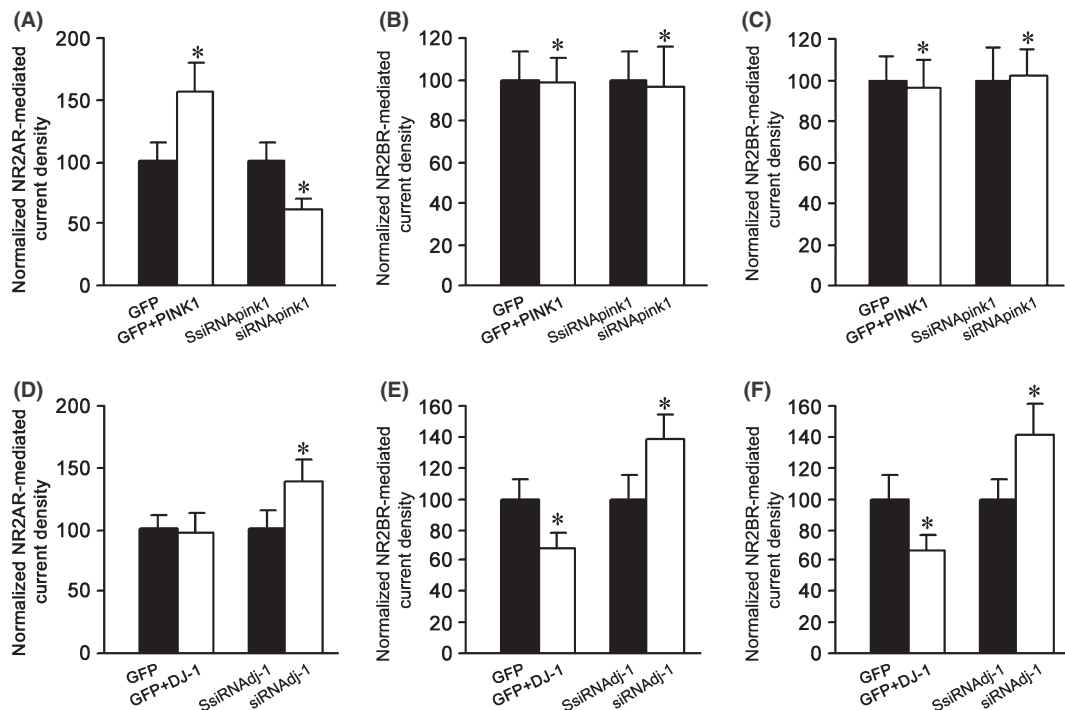 (A)
Normalized NR2AR-mediated
current density
200
150
100
50
0
*
*
GFP
GFP+PINK1
SsiRNApink1
siRNApink1
(B)
Normalized NR2BR-mediated
current density
120
100
80
60
40
20
0
*
*
GFP
GFP+PINK1
SsiRNApink1
siRNApink1
(C)
Normalized NR2BR-mediated
current density
120
100
80
60
40
20
0
*
*
GFP
GFP+PINK1
SsiRNApink1
siRNApink1
(D)
Normalized NR2AR-mediated
current density
200
150
100
50
0
*
GFP
GFP+DJ-1
SsiRNAdj-1
siRNAdj-1
(E)
Normalized NR2BR-mediated
current density
160
140
120
100
80
60
40
20
0
*
*
GFP
GFP+DJ-1
SsiRNAdj-1
siRNAdj-1
(F)
Normalized NR2BR-mediated
current density
160
140
120
100
80
60
40
20
0
*
*
GFP
GFP+DJ-1
SsiRNAdj-1
siRNAdj-1